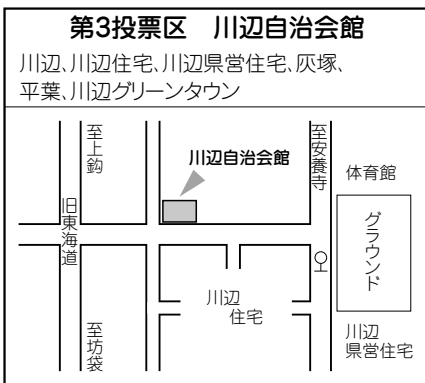 第3投票区 川辺自治会館
川辺、川辺住宅、川辺県営住宅、灰塚、
平葉、川辺グリーンタウン
至上鈎
川辺自治会館
至安養寺
体育館
旧東海道
グラウンド
川辺
住宅
至坊袋
川辺
県営住宅